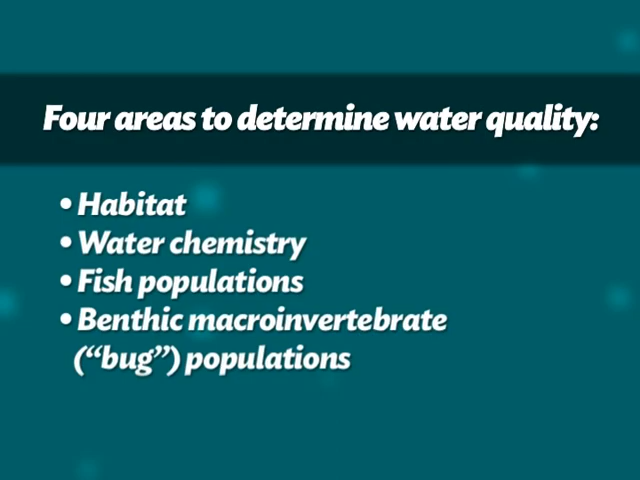 Four areas to determine water quality:
• Habitat
• Water chemistry
• Fish populations
• Benthic macroinvertebrate
(“bug”) populations